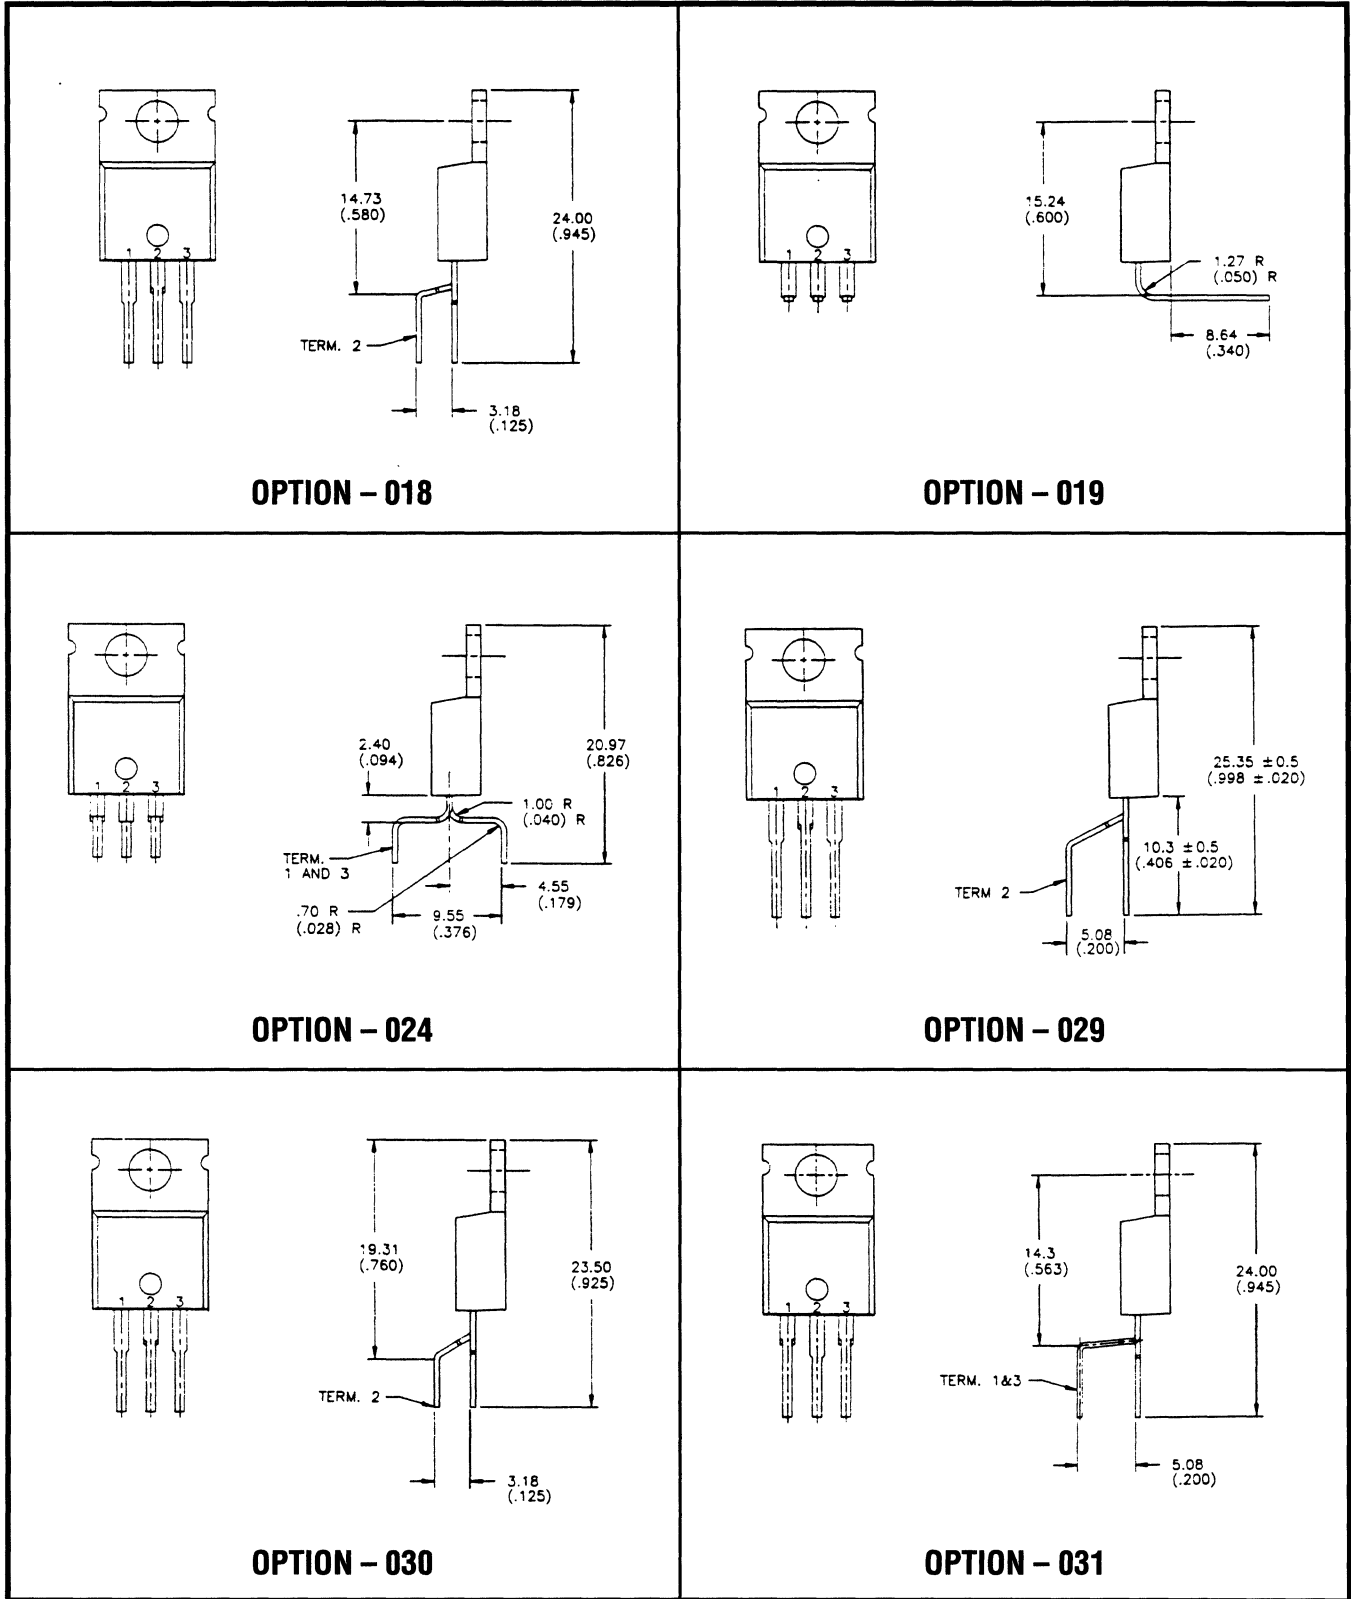 1 2 3
14.73
(.580)
24.00
(.945)
TERM. 2
3.18
(.125)
OPTION – 018
1 2 3
15.24
(.600)
1.27 R
(.050) R
8.64
(.340)
OPTION – 019
1 2 3
2.40
(.094)
20.97
(.826)
1.00 R
(.040) R
TERM.
1 AND 3
4.55
(.179)
.70 R
(.028) R
9.55
(.376)
OPTION – 024
1 2 3
25.35 ±0.5
(.998 ±.020)
10.3 ±0.5
(.406 ±.020)
TERM 2
5.08
(.200)
OPTION – 029
1 2 3
19.31
(.760)
23.50
(.925)
TERM. 2
3.18
(.125)
OPTION – 030
1 2 3
14.3
(.563)
24.00
(.945)
TERM. 1&3
5.08
(.200)
OPTION – 031